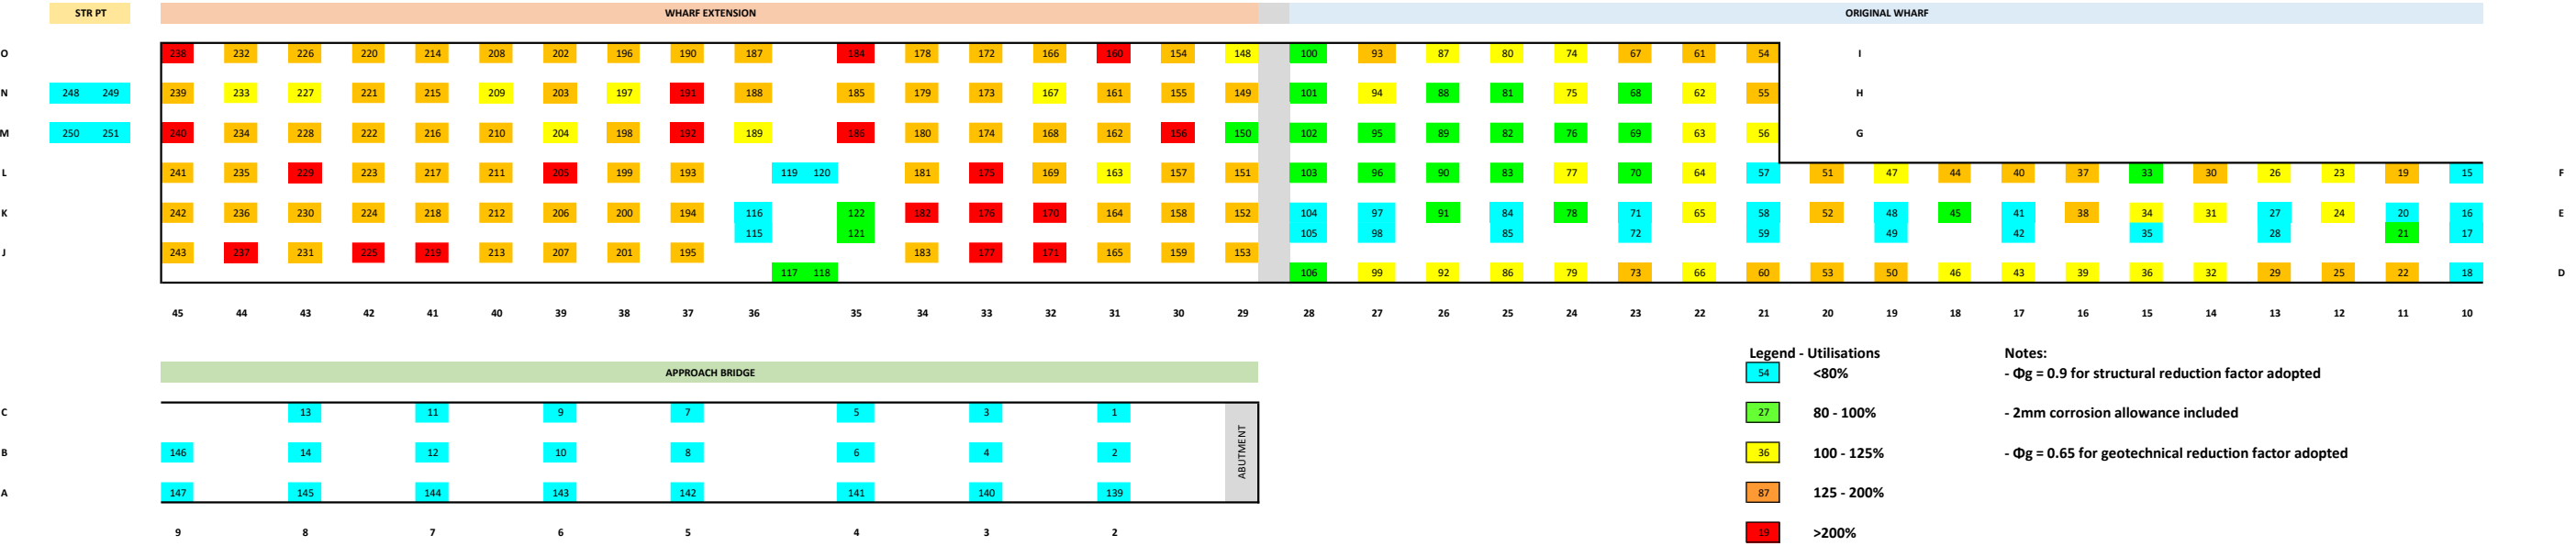 STR PT WHARF EXTENSION ORIGINAL WHARF
O 238 232 226 220 214 208 202 196 190 187 184 178 172 166 160 154 148 100 93 87 80 74 67 61 54 I
N 248 249 239 233 227 221 215 209 203 197 191 188 185 179 173 167 161 155 149 101 94 88 81 75 68 62 55 H
M 250 251 240 234 228 222 216 210 204 198 192 189 186 180 174 168 162 156 150 102 95 89 82 76 69 63 56 G
L 241 235 229 223 217 211 205 199 193 119 120 181 175 169 163 157 151 103 96 90 83 77 70 64 57 51 47 44 40 37 33 30 26 23 19 15 F
K 242 236 230 224 218 212 206 200 194 116 122 182 176 170 164 158 152 104 97 91 84 78 71 65 58 52 48 45 41 38 34 31 27 24 20 16 E
115 121 105 98 85 72 59 49 42 35 28 21 17
J 243 237 231 225 219 213 207 201 195 183 177 171 165 159 153
117 118 106 99 92 86 79 73 66 60 53 50 46 43 39 36 32 29 25 22 18 D
45 44 43 42 41 40 39 38 37 36 35 34 33 32 31 30 29 28 27 26 25 24 23 22 21 20 19 18 17 16 15 14 13 12 11 10
APPROACH BRIDGE
C 13 11 9 7 5 3 1
B 146 14 12 10 8 6 4 2
ABUTMENT
A 147 145 144 143 142 141 140 139
9 8 7 6 5 4 3 2
Legend - Utilisations
54 <80%
27 80 - 100%
36 100 - 125%
87 125 - 200%
19 >200%
Notes:
- Φg = 0.9 for structural reduction factor adopted
- 2mm corrosion allowance included
- Φg = 0.65 for geotechnical reduction factor adopted